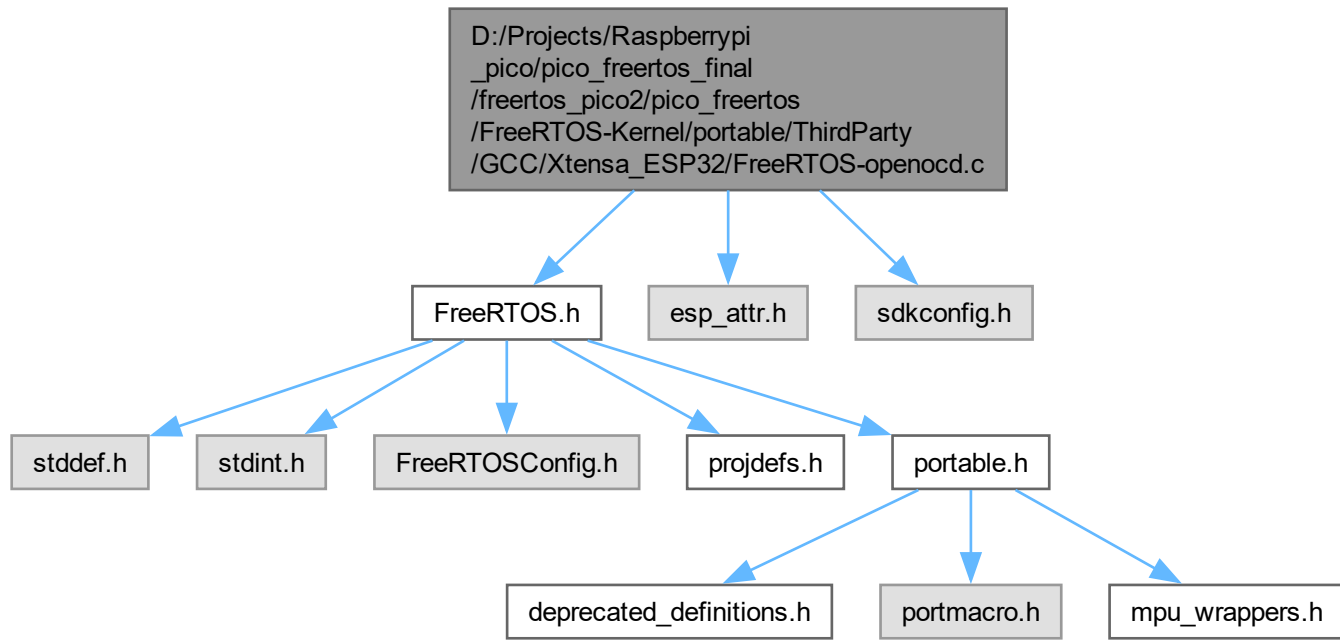 D:/Projects/Raspberrypi
_pico/pico_freertos_final
/freertos_pico2/pico_freertos
/FreeRTOS-Kernel/portable/ThirdParty
/GCC/Xtensa_ESP32/FreeRTOS-openocd.c
FreeRTOS.h
esp_attr.h
sdkconfig.h
stddef.h
stdint.h
FreeRTOSConfig.h
projdefs.h
portable.h
deprecated_definitions.h
portmacro.h
mpu_wrappers.h